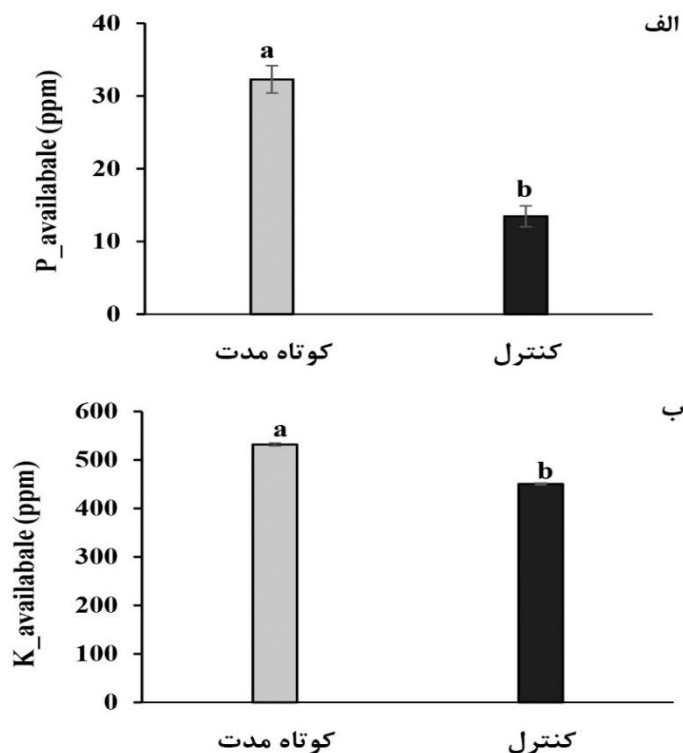 الف
P_availabale (ppm)
40
30
20
10
0
a
b
کوتاه مدت
کنترل
ب
K_availabale (ppm)
600
500
400
300
200
100
0
a
b
کوتاه مدت
کنترل